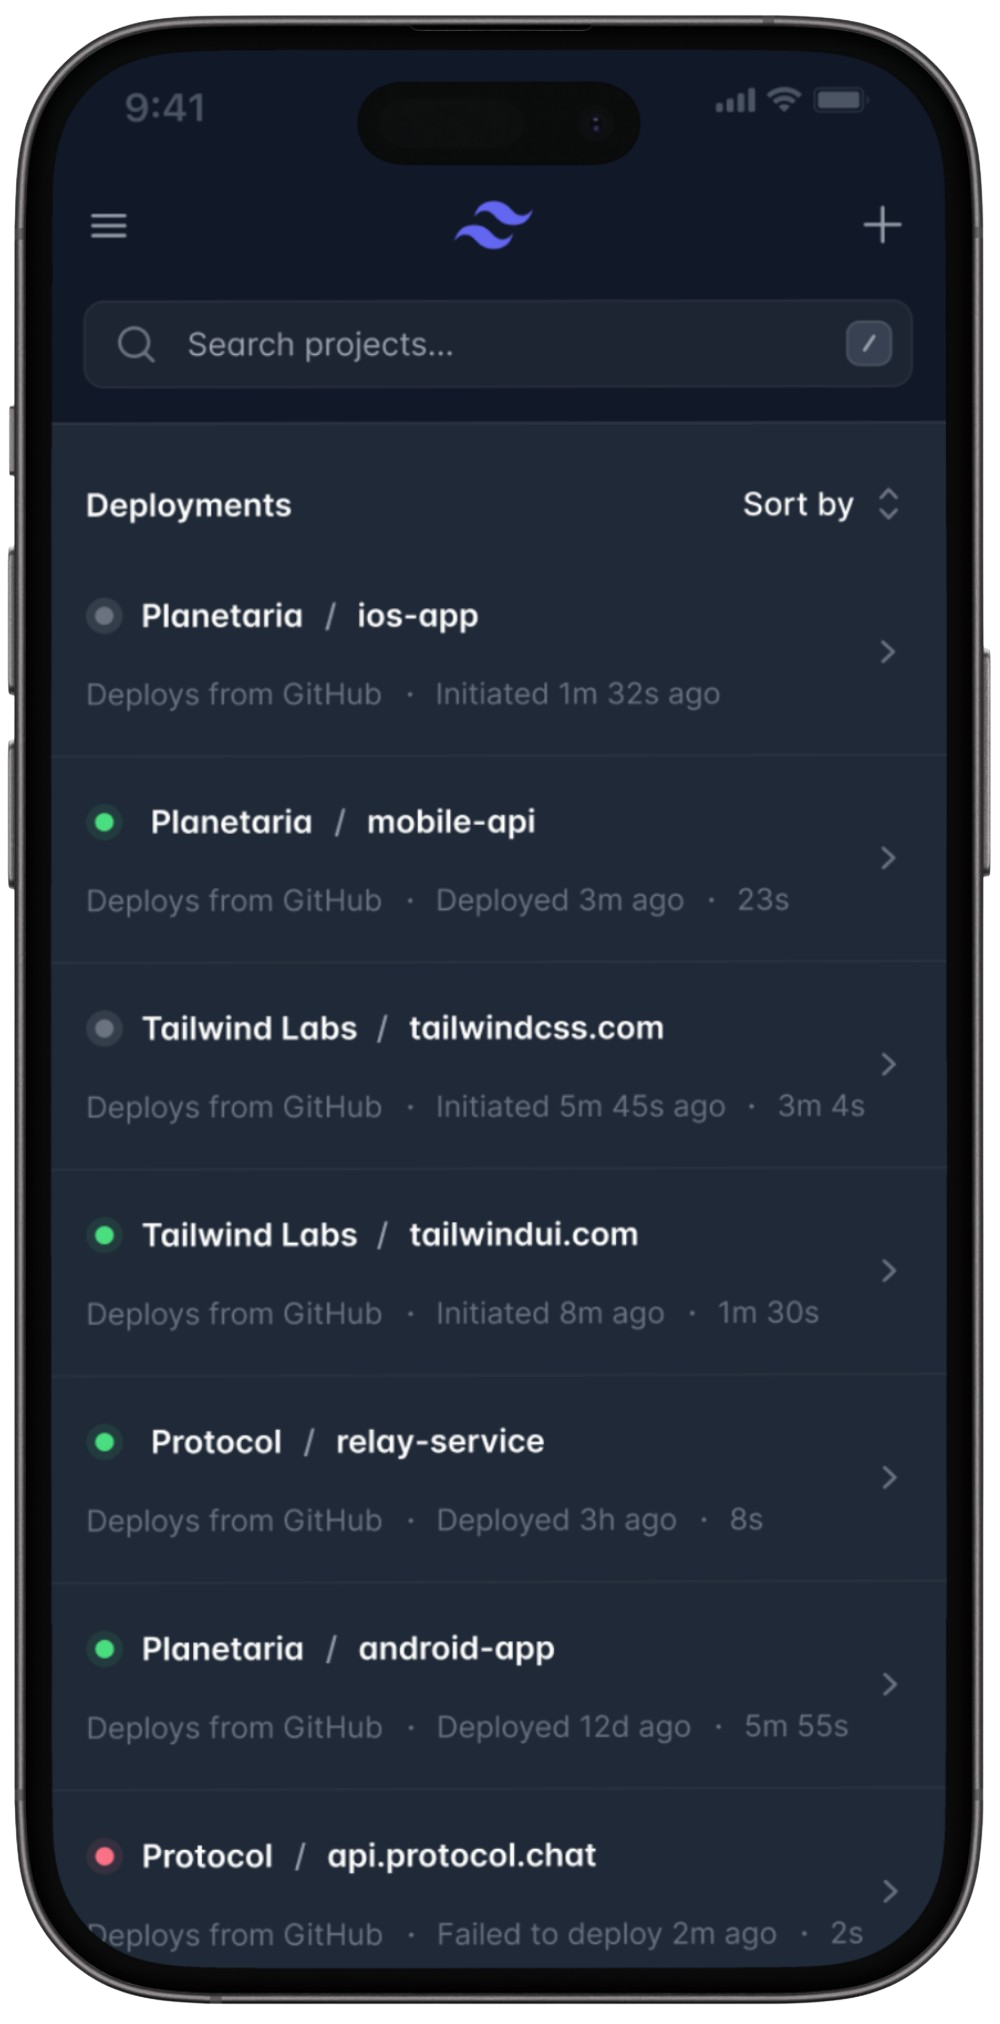 9:41
Search projects...
/
Deployments Sort by
Planetaria / ios-app
Deploys from GitHub · Initiated 1m 32s ago
Planetaria / mobile-api
Deploys from GitHub · Deployed 3m ago · 23s
Tailwind Labs / tailwindcss.com
Deploys from GitHub · Initiated 5m 45s ago · 3m 4s
Tailwind Labs / tailwindui.com
Deploys from GitHub · Initiated 8m ago · 1m 30s
Protocol / relay-service
Deploys from GitHub · Deployed 3h ago · 8s
Planetaria / android-app
Deploys from GitHub · Deployed 12d ago · 5m 55s
Protocol / api.protocol.chat
Deploys from GitHub · Failed to deploy 2m ago · 2s